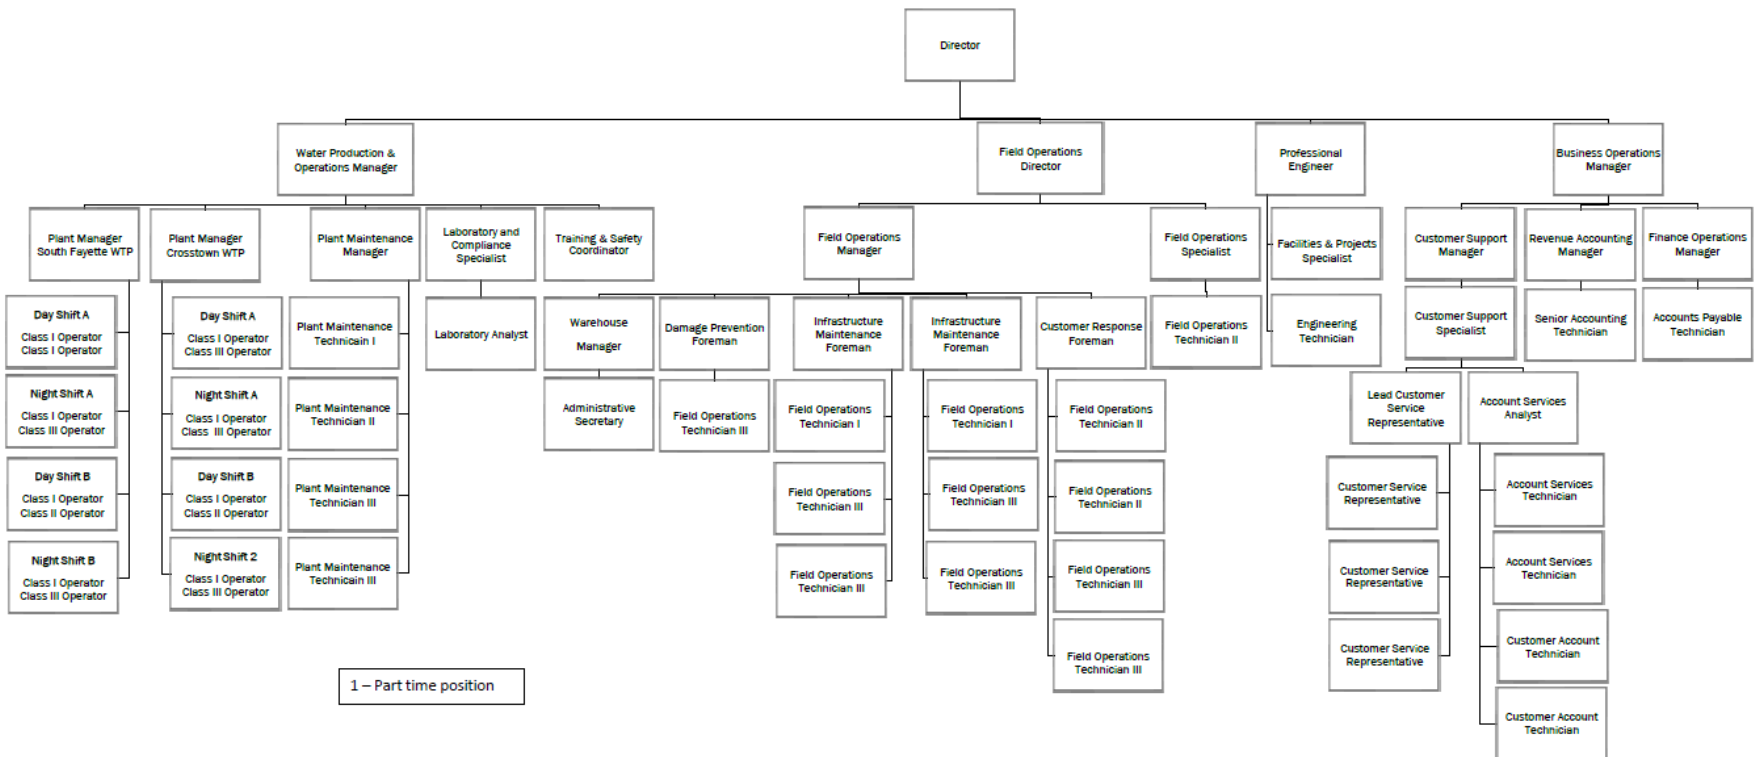 Director
Water Production &
Operations Manager
Field Operations
Director
Professional
Engineer
Business Operations
Manager
Plant Manager
South Fayette WTP
Plant Manager
Crosstown WTP
Plant Maintenance
Manager
Laboratory and
Compliance
Specialist
Training & Safety
Coordinator
Field Operations
Manager
Field Operations
Specialist
Facilities & Projects
Specialist
Customer Support
Manager
Revenue Accounting
Manager
Finance Operations
Manager
Day Shift A
Class I Operator
Class I Operator
Day Shift A
Class I Operator
Class III Operator
Plant Maintenance
Technicain I
Laboratory Analyst
Warehouse
Manager
Damage Prevention
Foreman
Infrastructure
Maintenance
Foreman
Infrastructure
Maintenance
Foreman
Customer Response
Foreman
Field Operations
Technician II
Engineering
Technician
Customer Support
Specialist
Senior Accounting
Technician
Accounts Payable
Technician
Night Shift A
Class I Operator
Class III Operator
Night Shift A
Class I Operator
Class III Operator
Plant Maintenance
Technician II
Administrative
Secretary
Field Operations
Technician III
Field Operations
Technician I
Field Operations
Technician I
Field Operations
Technician II
Lead Customer
Service
Representative
Account Services
Analyst
Day Shift B
Class I Operator
Class II Operator
Day Shift B
Class I Operator
Class II Operator
Plant Maintenance
Technician III
Field Operations
Technician III
Field Operations
Technician III
Field Operations
Technician II
Customer Service
Representative
Account Services
Technician
Night Shift B
Class I Operator
Class III Operator
Night Shift 2
Class I Operator
Class III Operator
Plant Maintenance
Technicain III
Field Operations
Technician III
Field Operations
Technician III
Field Operations
Technician III
Customer Service
Representative
Account Services
Technician
Field Operations
Technician III
Customer Service
Representative
Customer Account
Technician
Customer Account
Technician
1 – Part time position